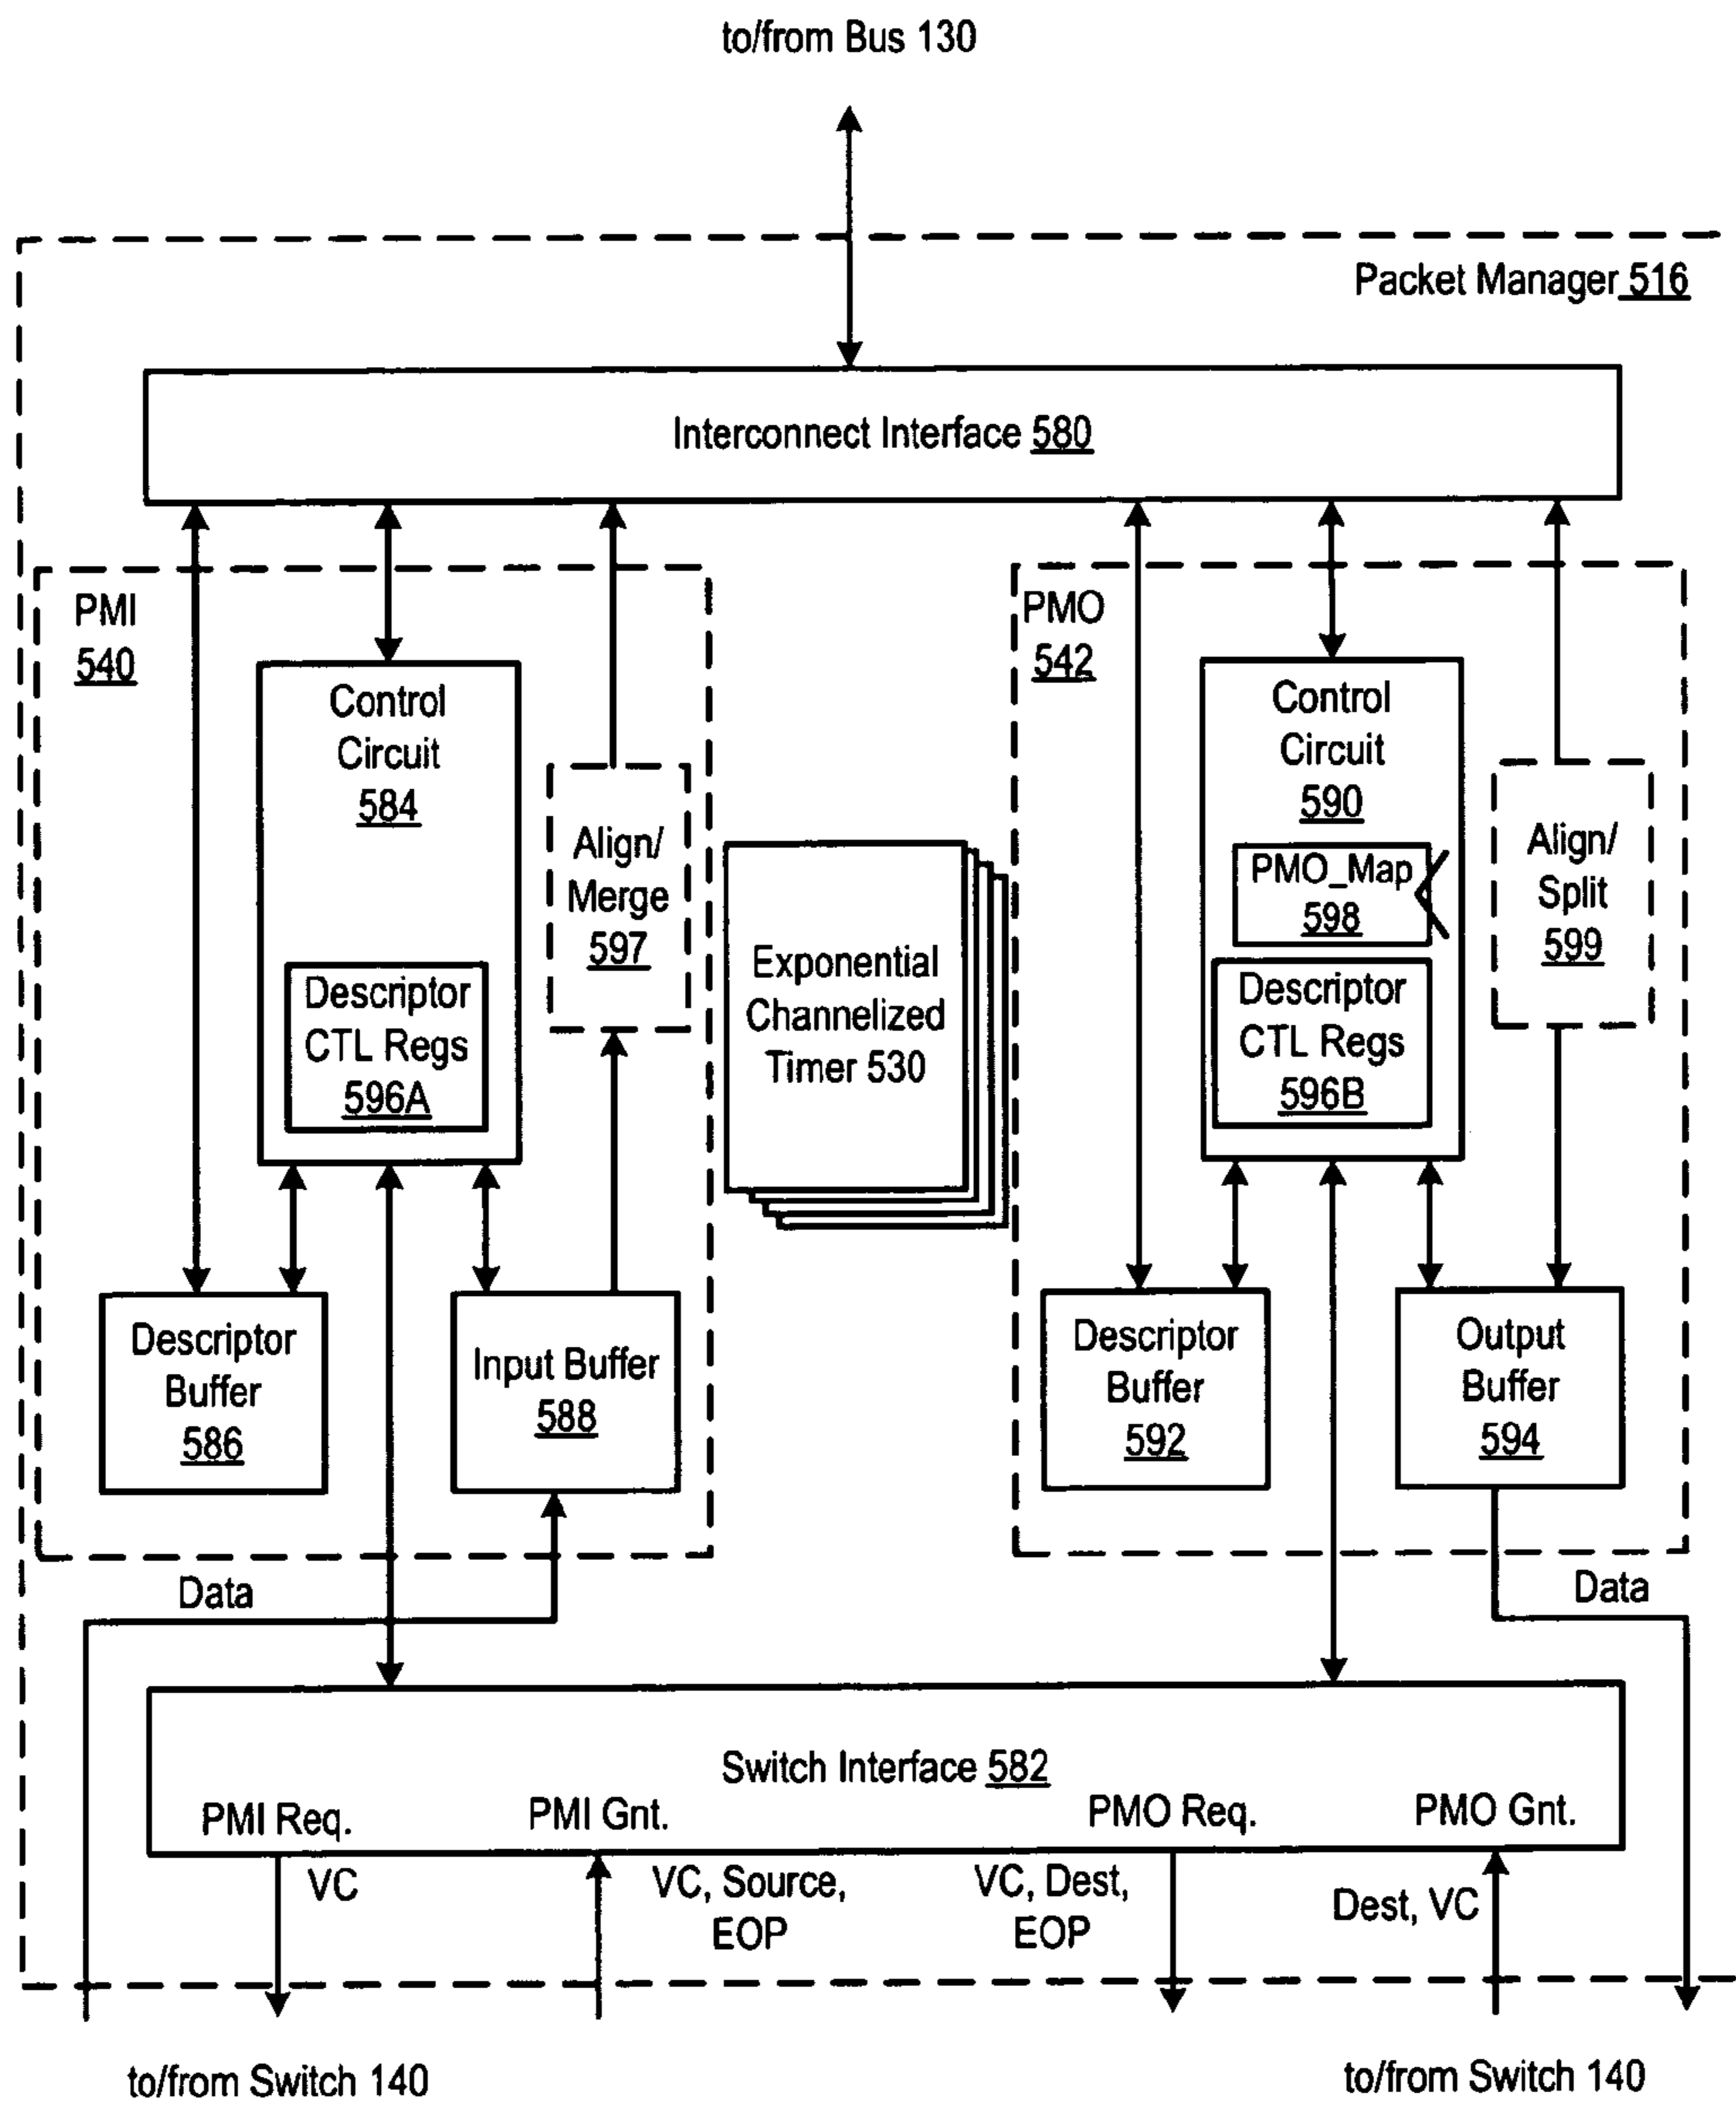 to/from Bus 130
Packet Manager 516
Interconnect Interface 580
PMI
540
Control
Circuit
584
Descriptor
CTL Regs
596A
Align/
Merge
597
Descriptor
Buffer
586
Input Buffer
588
Exponential
Channelized
Timer 530
PMO
542
Control
Circuit
590
PMO_Map
598
Descriptor
CTL Regs
596B
Align/
Split
599
Descriptor
Buffer
592
Output
Buffer
594
Data
Data
Switch Interface 582
PMI Req.
PMI Gnt.
PMO Req.
PMO Gnt.
VC
VC, Source,
EOP
VC, Dest,
EOP
Dest, VC
to/from Switch 140
to/from Switch 140